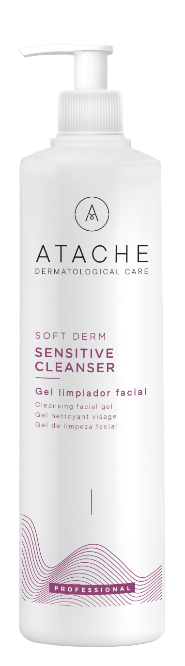 ATACHE
DERMATOLOGICAL CARE
SOFT DERM
SENSITIVE
CLEANSER
Gel limpiador facial
Cleansing facial gel
Gel nettoyant visage
Gel de limpeza facial
PROFESSIONAL